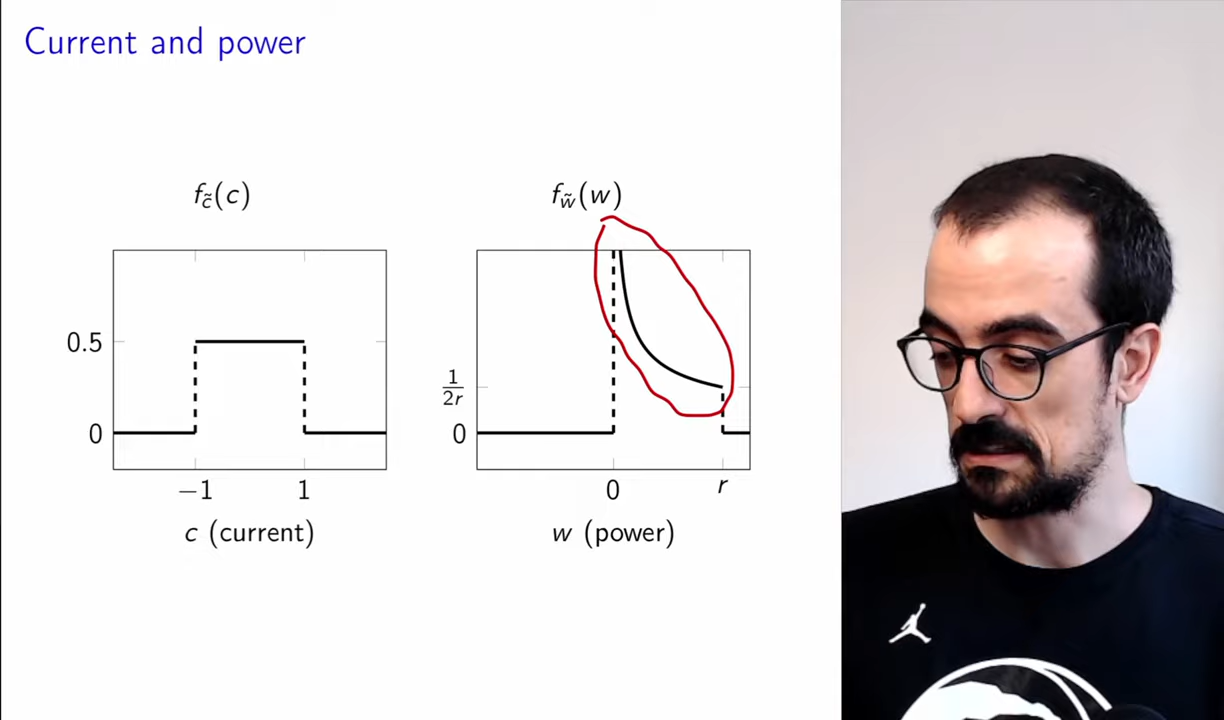 Current and power
f_c̃(c)
0.5
0
−1
1
c (current)
f_w̃(w)
1/2r
0
0
r
w (power)